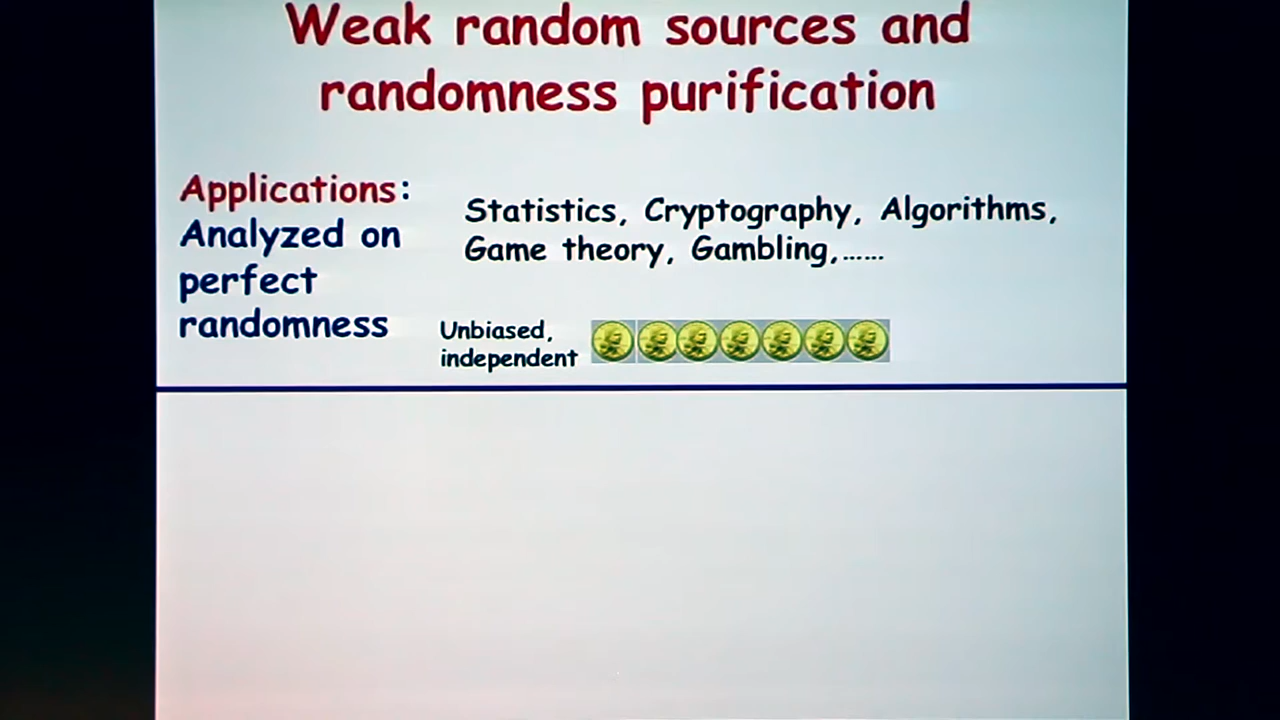 Weak random sources and
randomness purification
Applications:
Analyzed on
perfect
randomness
Statistics, Cryptography, Algorithms,
Game theory, Gambling,......
Unbiased,
independent